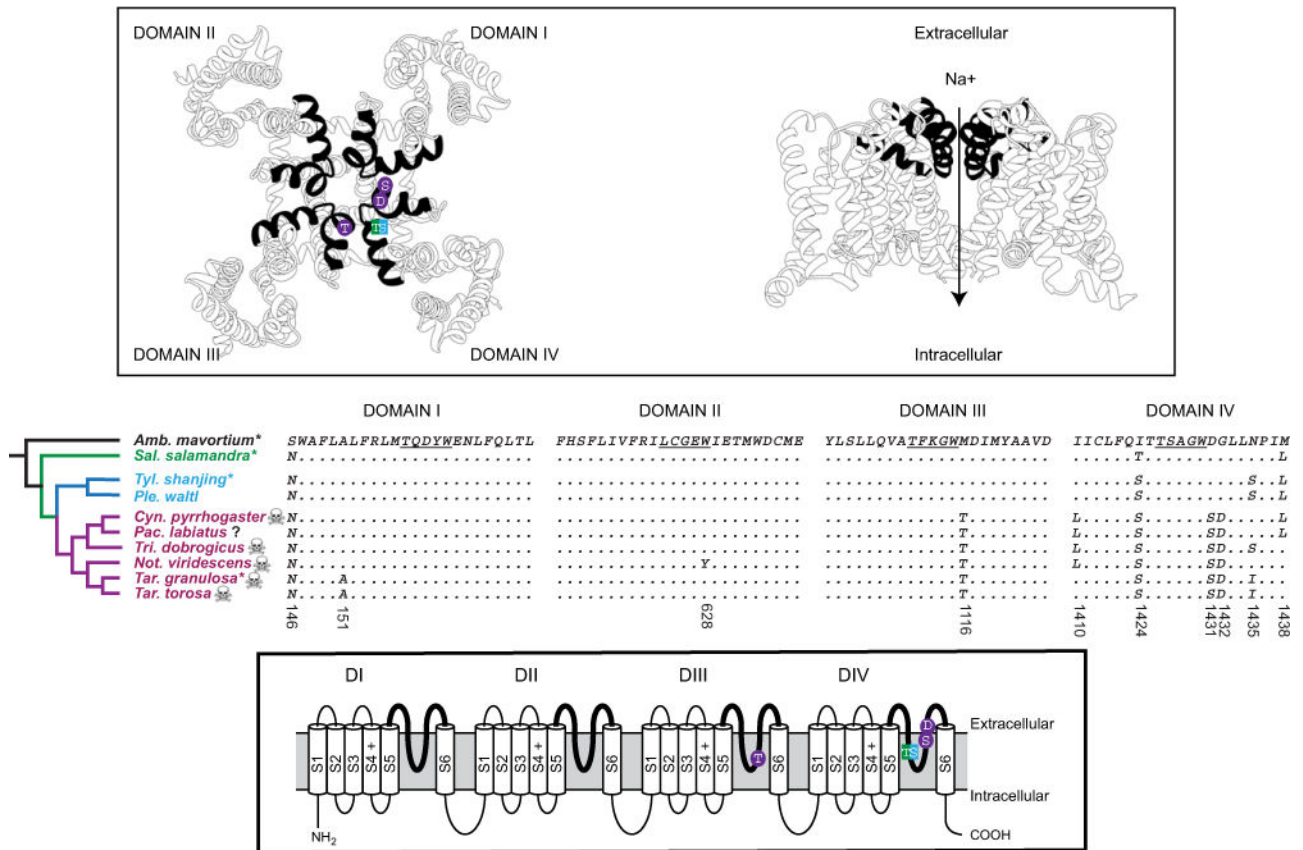 DOMAIN II
DOMAIN I
S
D
T
TS
DOMAIN III
DOMAIN IV
Extracellular
Na+
Intracellular
DOMAIN I DOMAIN II DOMAIN III DOMAIN IV
Amb. mavortium* SWAFLALFRLMTQDYWENLFQLTL FHSFLIVFRILCGEWIETMWDCME YLSLLQVATFKGWMDIMYAAVD IICLFQITTSAGWDGLLNPIM
Sal. salamandra* N....................... ........................ ...................... ......T.............L
Tyl. shanjing* N....................... ........................ ...................... ......S..........S..L
Ple. waltl N....................... ........................ ...................... ......S.............L
Cyn. pyrrhogaster N....................... ........................ .............T........ L.....S......SD.....L
Pac. labiatus ? N....................... ........................ .............T........ L.....S......SD.....L
Tri. dobrogicus N....................... ........................ .............T........ L.....S......SD..S...
Not. viridescens N....................... ..............Y......... .............T........ L.....S......SD......
Tar. granulosa* N....A.................. ........................ .............T........ ......S......SD..I...
Tar. torosa N....A.................. ........................ .............T........ ......S......SD..I...
146 151 628 1116 1410 1424 1431 1432 1435 1438
DI DII DIII DIV
Extracellular
D
S
TS
T
S1 S2 S3 S4 + S5 S6 S1 S2 S3 S4 + S5 S6 S1 S2 S3 S4 + S5 S6 S1 S2 S3 S4 + S5 S6
Intracellular
NH2
COOH